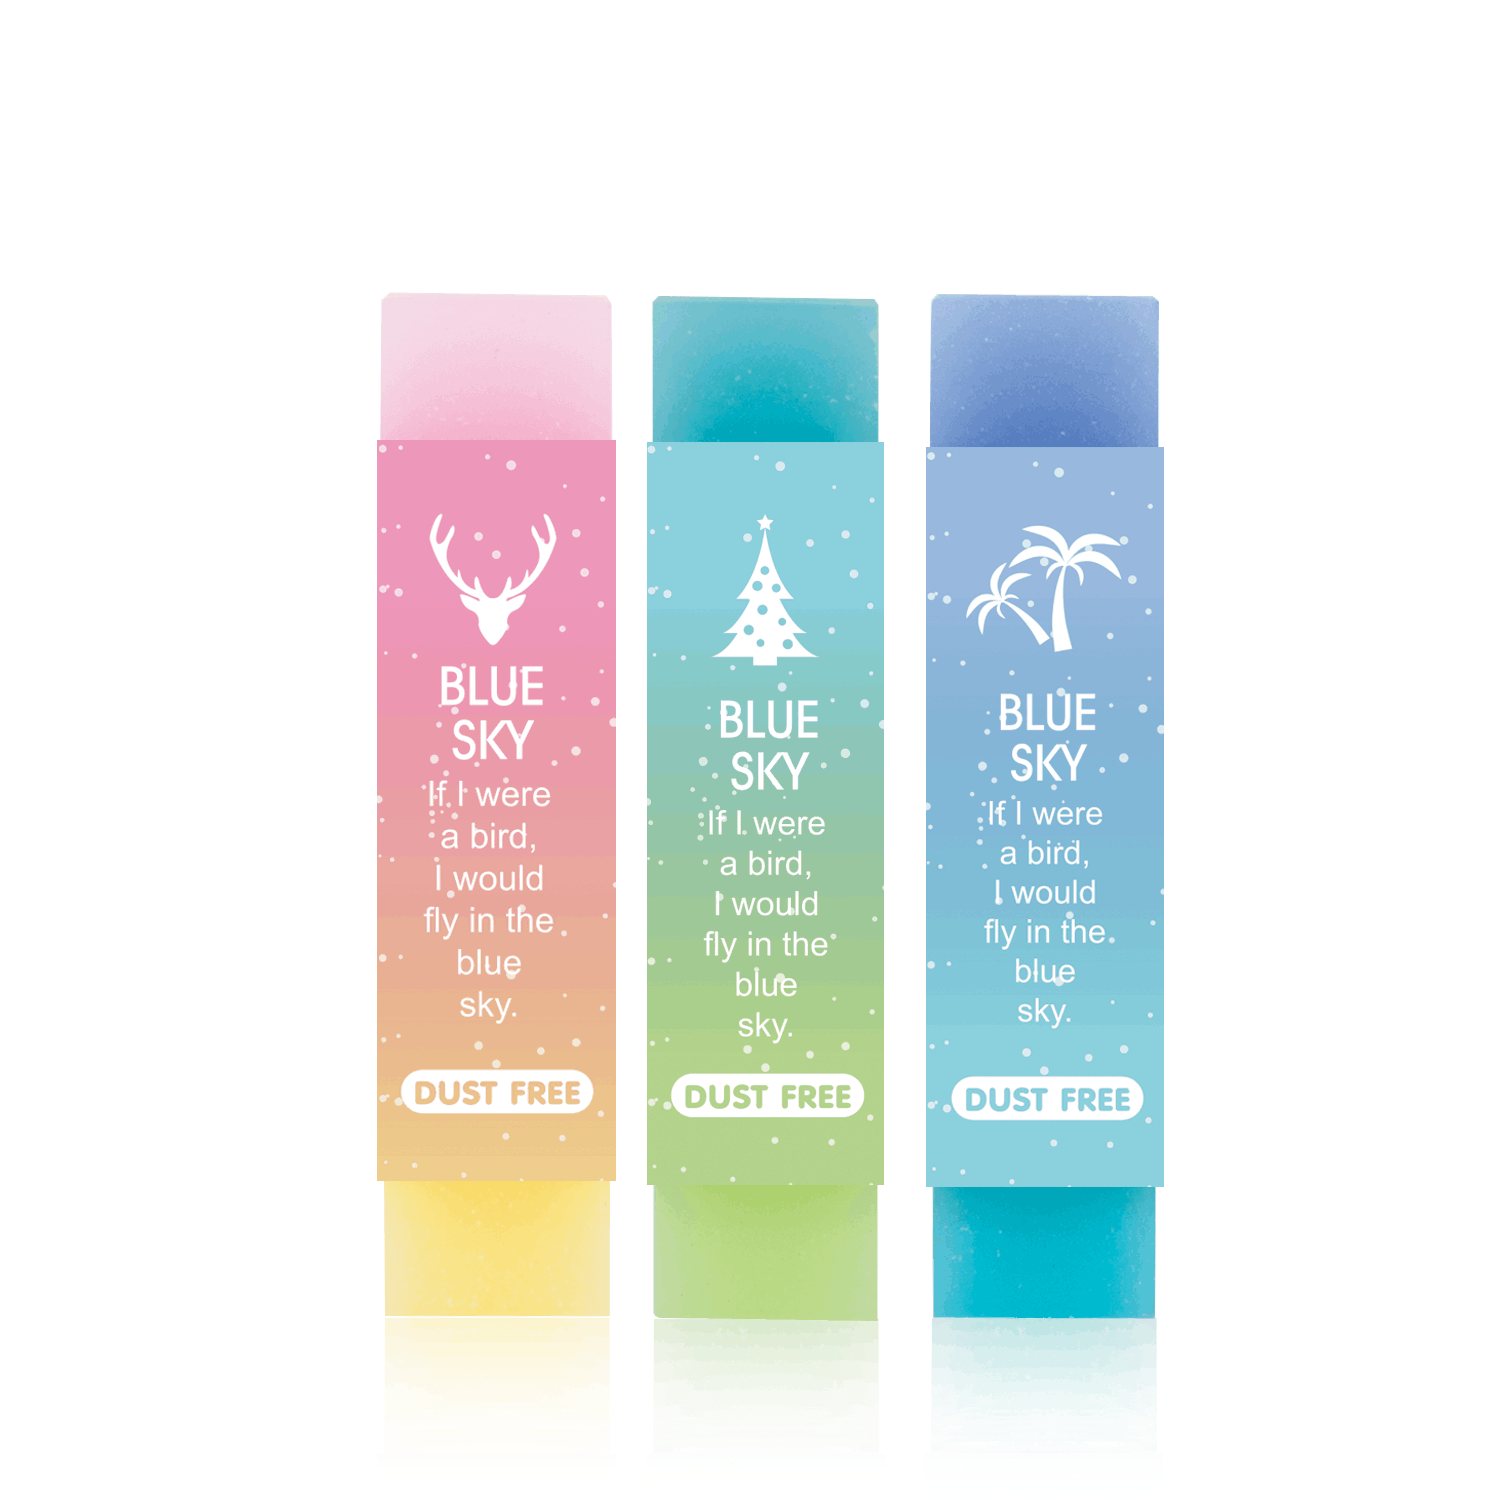 BLUE
SKY
If I were
a bird,
I would
fly in the
blue
sky.
DUST FREE
BLUE
SKY
If I were
a bird,
I would
fly in the
blue
sky.
DUST FREE
BLUE
SKY
If I were
a bird,
I would
fly in the
blue
sky.
DUST FREE